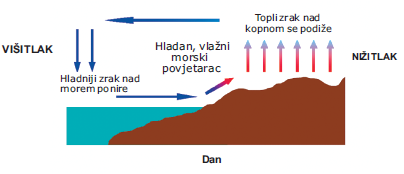 Topli zrak nad
kopnom se podiže
Hladan, vlažni
morski
povjetarac
VIŠITLAK
NIŽITLAK
Hladniji zrak nad
morem ponire
Dan